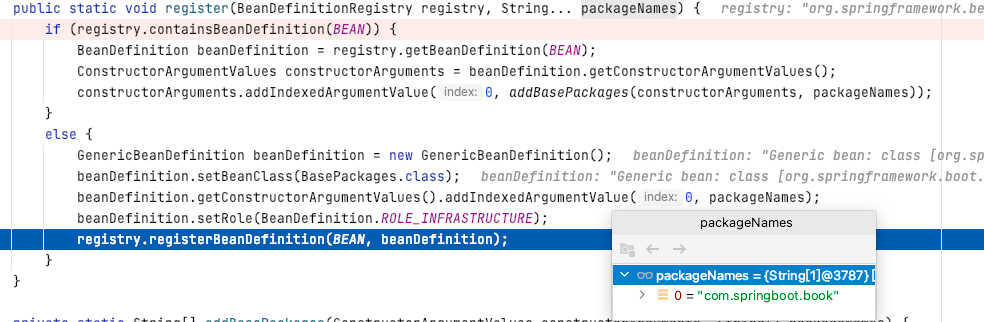 public static void register(BeanDefinitionRegistry registry, String... packageNames) {  registry: "org.springframework.be
if (registry.containsBeanDefinition(BEAN)) {
BeanDefinition beanDefinition = registry.getBeanDefinition(BEAN);
ConstructorArgumentValues constructorArguments = beanDefinition.getConstructorArgumentValues();
constructorArguments.addIndexedArgumentValue( index: 0, addBasePackages(constructorArguments, packageNames));
}
else {
GenericBeanDefinition beanDefinition = new GenericBeanDefinition();  beanDefinition: "Generic bean: class [org.sp
beanDefinition.setBeanClass(BasePackages.class);  beanDefinition: "Generic bean: class [org.springframework.boot.
beanDefinition.getConstructorArgumentValues().addIndexedArgumentValue( index: 0, packageNames);
beanDefinition.setRole(BeanDefinition.ROLE_INFRASTRUCTURE);
registry.registerBeanDefinition(BEAN, beanDefinition);
packageNames
packageNames = {String[1]@3787} [
0 = "com.springboot.book"
}
}
private static String[] addBasePackages(ConstructorArgumentValues